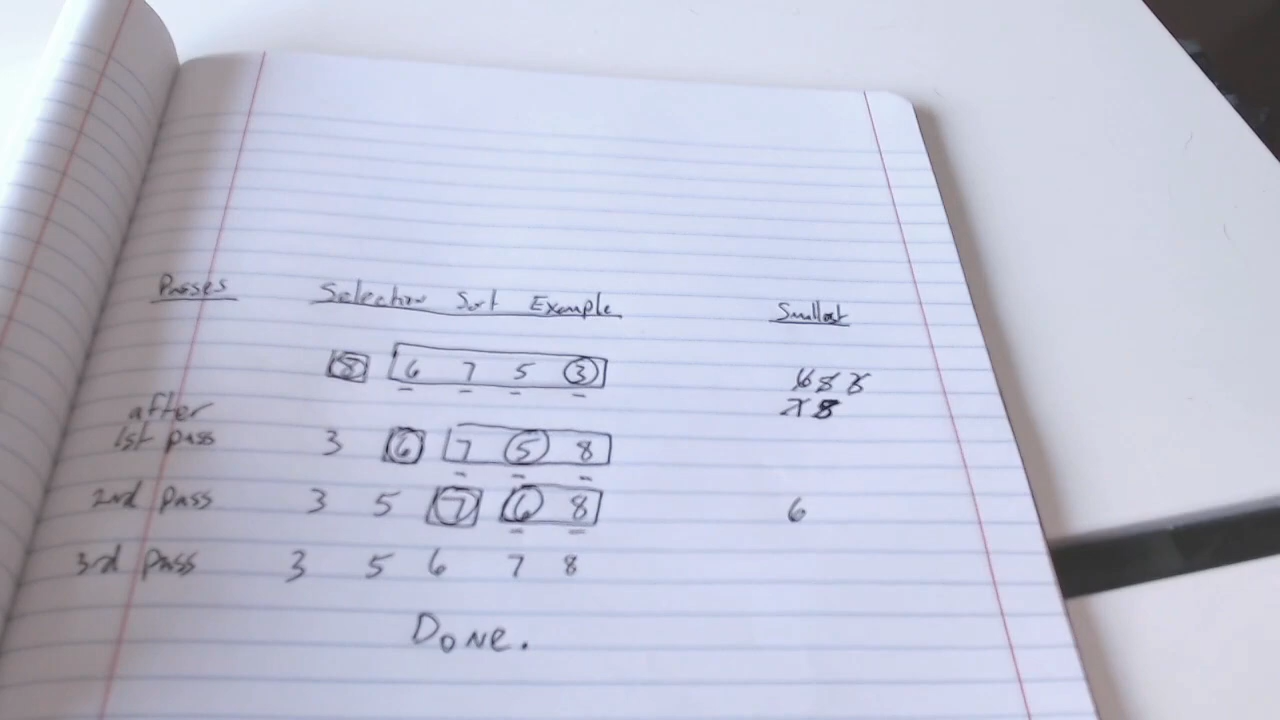 Passes Selection Sort Example Smallest
8 6 7 5 3
after
1st pass 3 6 7 5 8
2nd pass 3 5 7 6 8 6
3rd pass 3 5 6 7 8
Done.